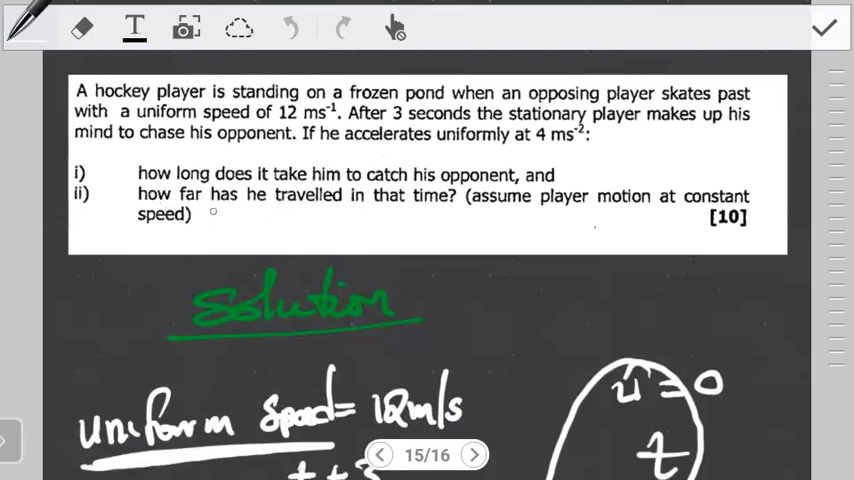 T
A hockey player is standing on a frozen pond when an opposing player skates past
with a uniform speed of 12 ms⁻¹. After 3 seconds the stationary player makes up his
mind to chase his opponent. If he accelerates uniformly at 4 ms⁻²:
i) how long does it take him to catch his opponent, and
ii) how far has he travelled in that time? (assume player motion at constant
speed) [10]
Solution
uniform speed = 12m/s
u = 0
t
15/16
t + 3